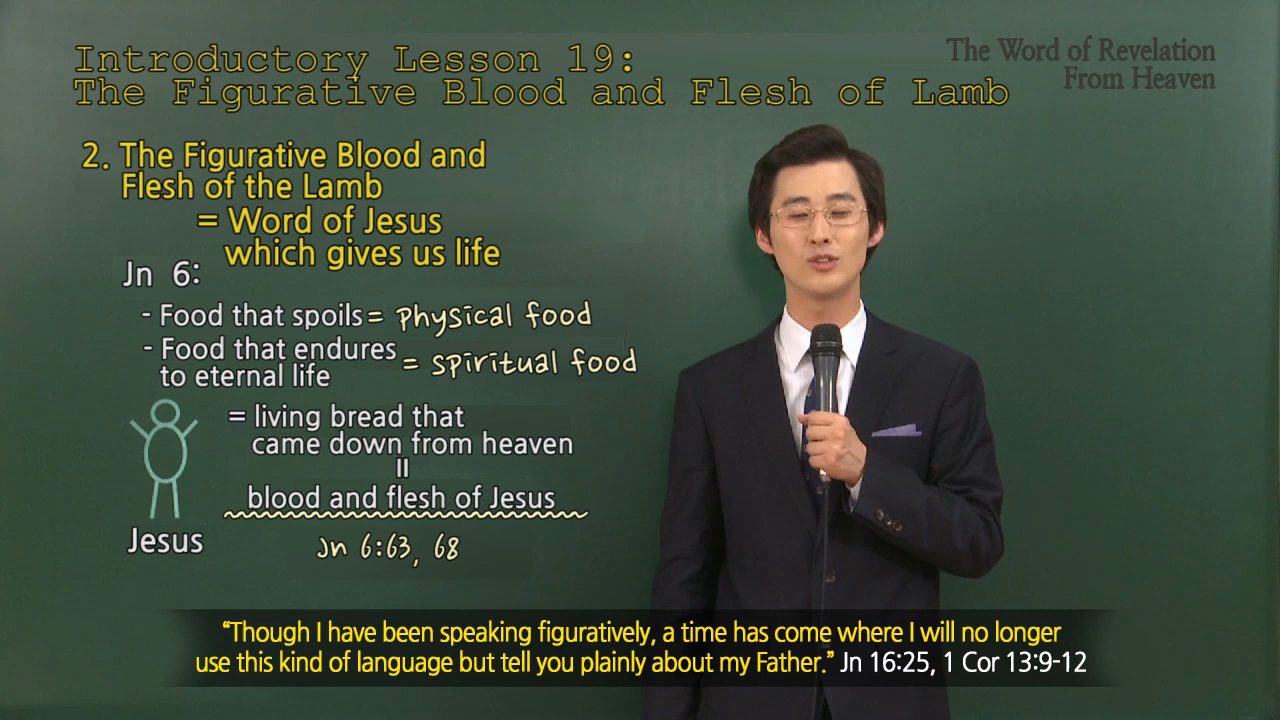 Introductory Lesson 19:
The Figurative Blood and Flesh of Lamb
The Word of Revelation
From Heaven
2. The Figurative Blood and
Flesh of the Lamb
= Word of Jesus
which gives us life
Jn 6:
- Food that spoils = physical food
- Food that endures
to eternal life = spiritual food
= living bread that
came down from heaven
=
blood and flesh of Jesus
Jesus
Jn 6:63, 68
“Though I have been speaking figuratively, a time has come where I will no longer
use this kind of language but tell you plainly about my Father.” Jn 16:25, 1 Cor 13:9-12